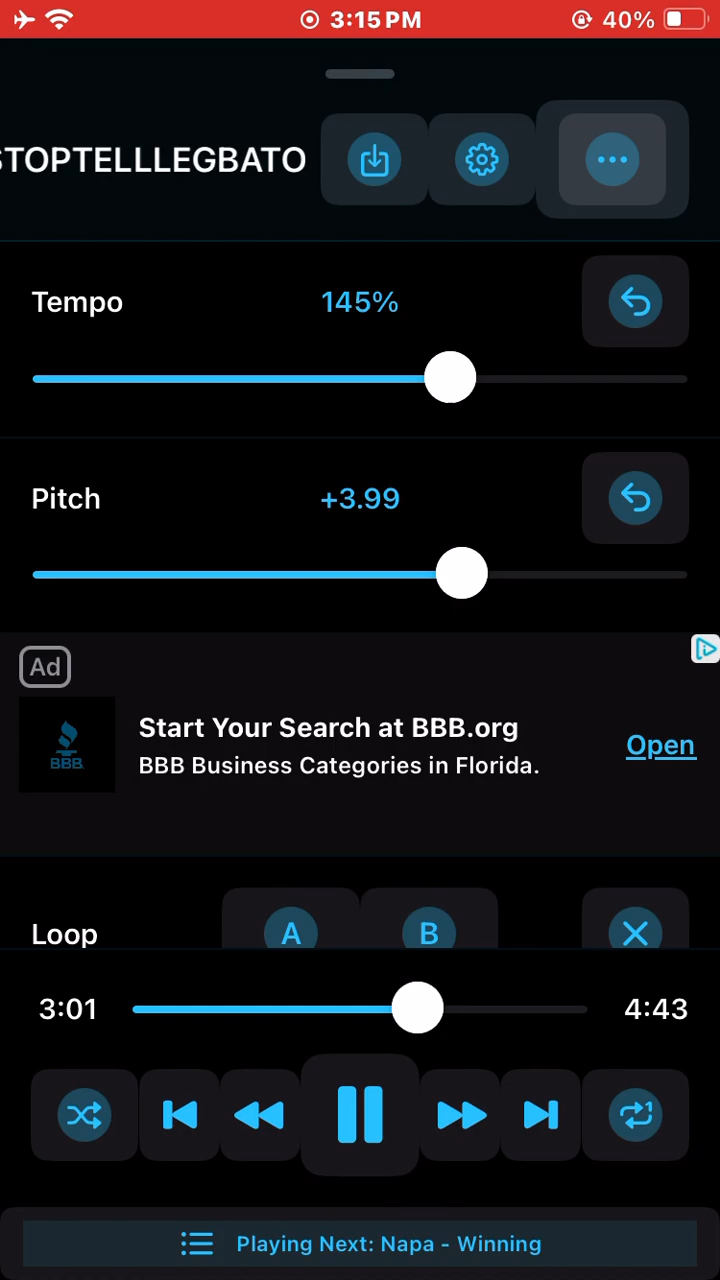 3:15 PM
40%
STOPTELLLEGBATO
Tempo
145%
Pitch
+3.99
Ad
BBB
Start Your Search at BBB.org
BBB Business Categories in Florida.
Open
Loop
A
B
3:01
4:43
Playing Next: Napa - Winning